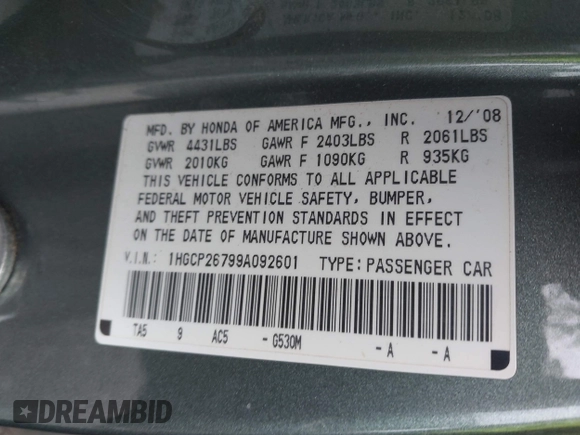 MFD. BY HONDA OF AMERICA MFG., INC. 12/'08
GVWR 4431LBS GAWR F 2403LBS R 2061LBS
GVWR 2010KG GAWR F 1090KG R 935KG
THIS VEHICLE CONFORMS TO ALL APPLICABLE
FEDERAL MOTOR VEHICLE SAFETY, BUMPER,
AND THEFT PREVENTION STANDARDS IN EFFECT
ON THE DATE OF MANUFACTURE SHOWN ABOVE.
V.I.N.: 1HGCP26799A092601 TYPE: PASSENGER CAR
TA5 9 AC5 - G530M - A - A
DREAMBID